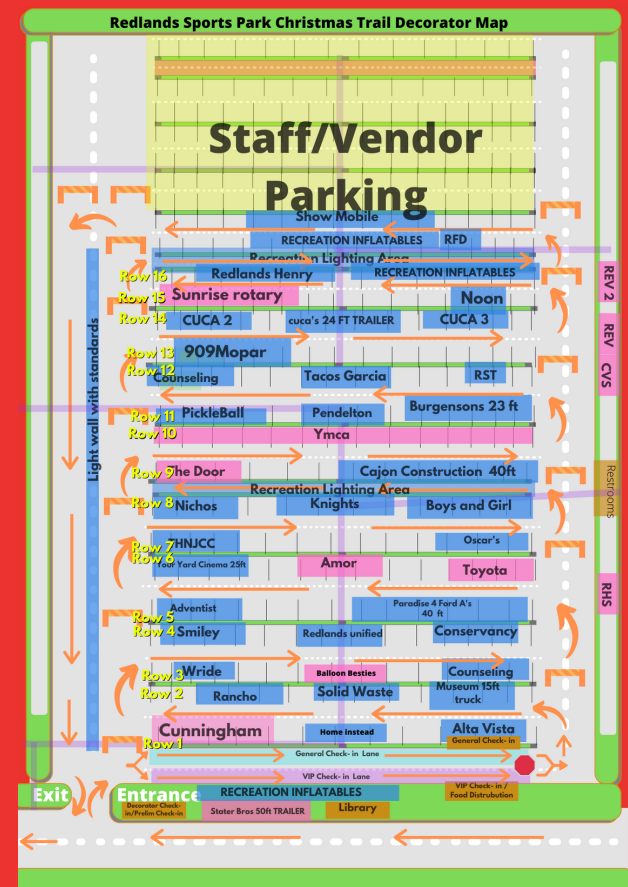 Redlands Sports Park Christmas Trail Decorator Map
Staff/Vendor
Parking
Show Mobile
RECREATION INFLATABLES
RFD
Recreation Lighting Area
Row 16
Redlands Henry
RECREATION INFLATABLES
REV 2
Row 15
Sunrise rotary
Noon
Row 14
CUCA 2
cuca's 24 FT TRAILER
CUCA 3
REV
Row 13
909Mopar
Row 12
Counseling
Tacos Garcia
RST
CVS
Light wall with standards
Row 11
PickleBall
Pendelton
Burgensons 23 ft
Row 10
Ymca
Row 9
The Door
Cajon Construction 40ft
Restrooms
Recreation Lighting Area
Row 8
Nichos
Knights
Boys and Girl
Row 7
HNJCC
Oscar's
Row 6
Your Yard Cinema 25ft
Amor
Toyota
RHS
Row 5
Adventist
Paradise 4 Ford A's
40 ft
Row 4
Smiley
Redlands unified
Conservancy
Row 3
Wride
Balloon Besties
Counseling
Row 2
Rancho
Solid Waste
Museum 15ft
truck
Row 1
Cunningham
Home instead
Alta Vista
General Check- in
General Check- in Lane
VIP Check- in Lane
Exit
Entrance
RECREATION INFLATABLES
VIP Check- in /
Food Distrubution
Decorator Check-
in/Prelim Check-in
Stater Bros 50ft TRAILER
Library